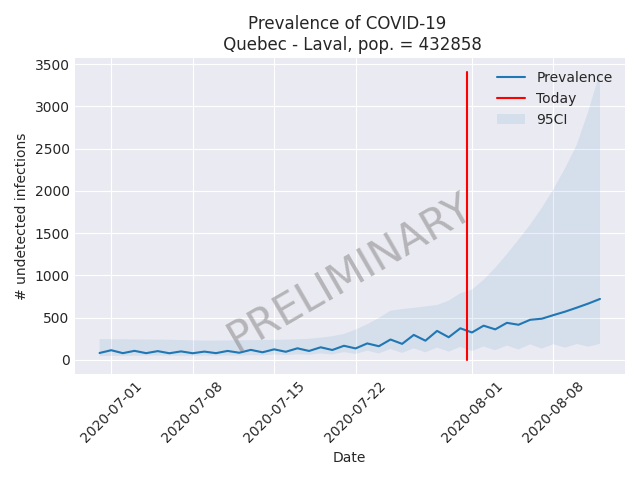 Prevalence of COVID-19
Quebec - Laval, pop. = 432858
3500
3000
2500
2000
1500
1000
500
0
# undetected infections
Prevalence
Today
95CI
PRELIMINARY
2020-07-01
2020-07-08
2020-07-15
2020-07-22
2020-08-01
2020-08-08
Date